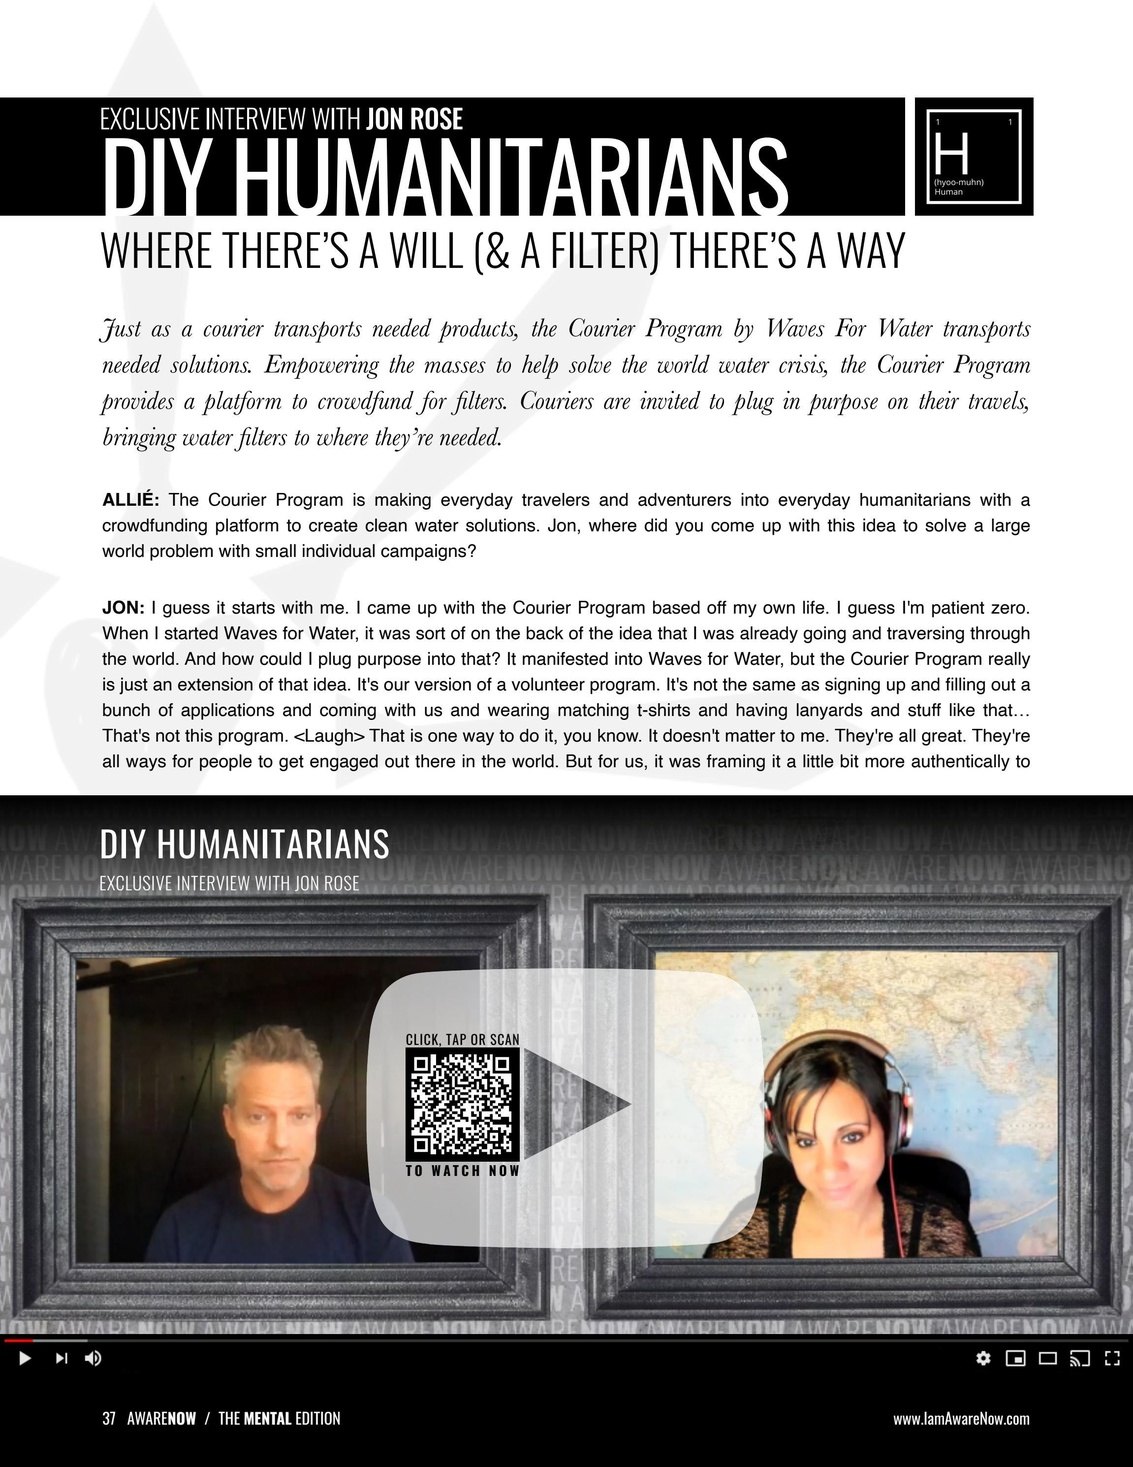 EXCLUSIVE INTERVIEW WITH JON ROSE
DIY HUMANITARIANS
1 1
H
(hyoo-muhn)
Human
WHERE THERE'S A WILL (& A FILTER) THERE'S A WAY
Just as a courier transports needed products, the Courier Program by Waves For Water transports
needed solutions. Empowering the masses to help solve the world water crisis, the Courier Program
provides a platform to crowdfund for filters. Couriers are invited to plug in purpose on their travels,
bringing water filters to where they're needed.
ALLIÉ: The Courier Program is making everyday travelers and adventurers into everyday humanitarians with a
crowdfunding platform to create clean water solutions. Jon, where did you come up with this idea to solve a large
world problem with small individual campaigns?
JON: I guess it starts with me. I came up with the Courier Program based off my own life. I guess I'm patient zero.
When I started Waves for Water, it was sort of on the back of the idea that I was already going and traversing through
the world. And how could I plug purpose into that? It manifested into Waves for Water, but the Courier Program really
is just an extension of that idea. It's our version of a volunteer program. It's not the same as signing up and filling out a
bunch of applications and coming with us and wearing matching t-shirts and having lanyards and stuff like that…
That's not this program. <Laugh> That is one way to do it, you know. It doesn't matter to me. They're all great. They're
all ways for people to get engaged out there in the world. But for us, it was framing it a little bit more authentically to
DIY HUMANITARIANS
EXCLUSIVE INTERVIEW WITH JON ROSE
CLICK, TAP OR SCAN
TO WATCH NOW
37 AWARENOW / THE MENTAL EDITION
www.IamAwareNow.com